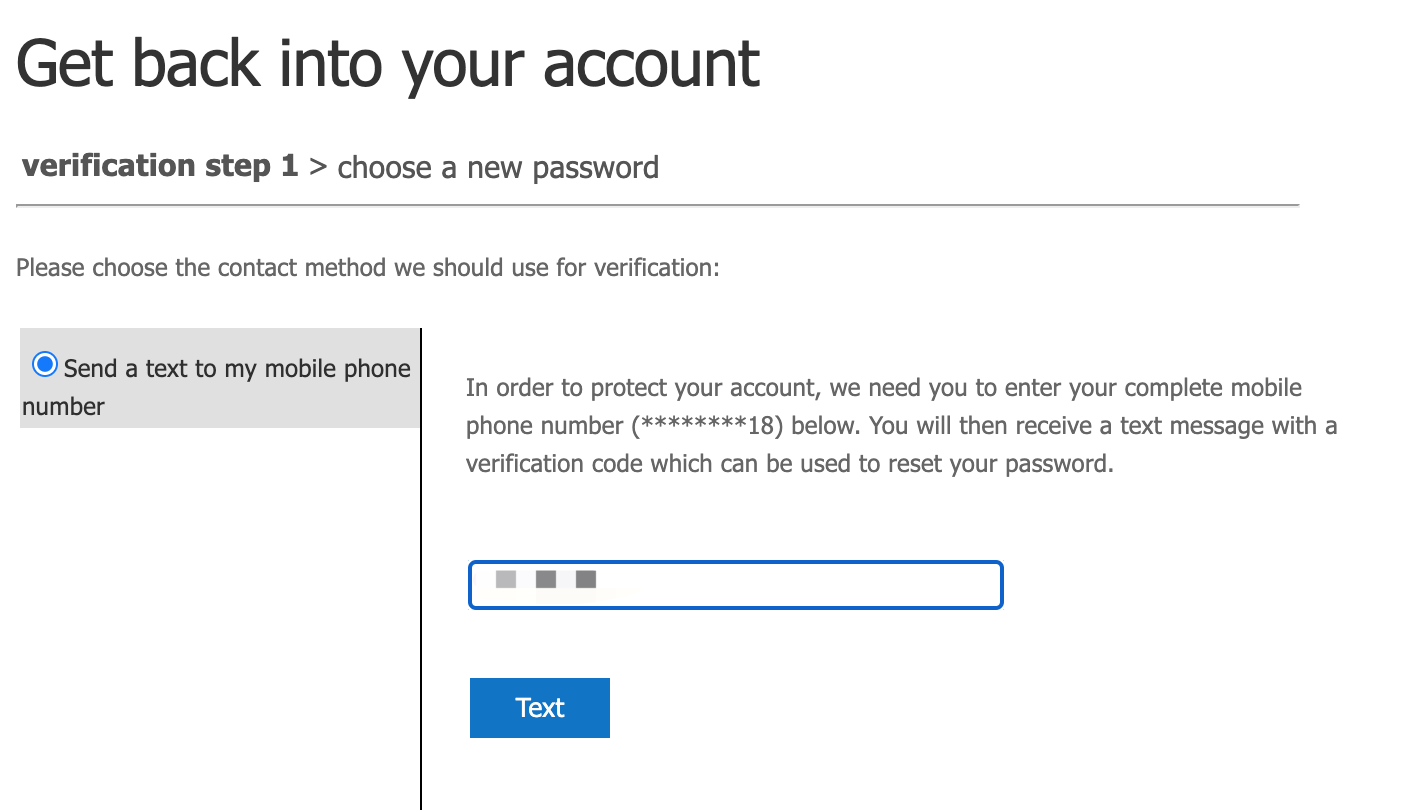 Get back into your account
verification step 1 > choose a new password
Please choose the contact method we should use for verification:
Send a text to my mobile phone
number
In order to protect your account, we need you to enter your complete mobile
phone number (********18) below. You will then receive a text message with a
verification code which can be used to reset your password.
Text